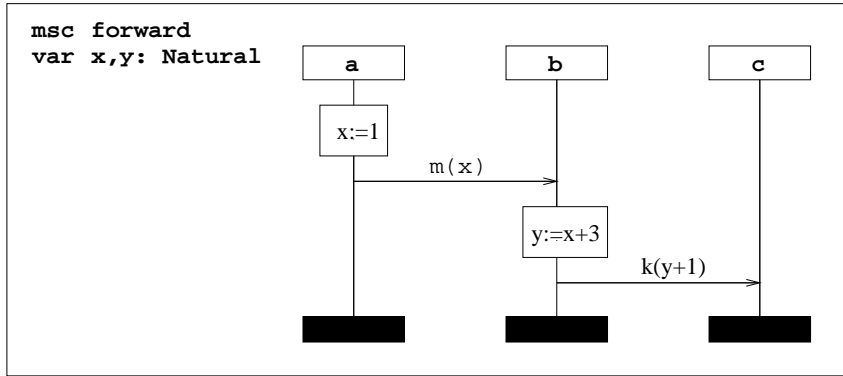 msc forward
var x,y: Natural
a b c
x:=1
m(x)
y:=x+3
k(y+1)